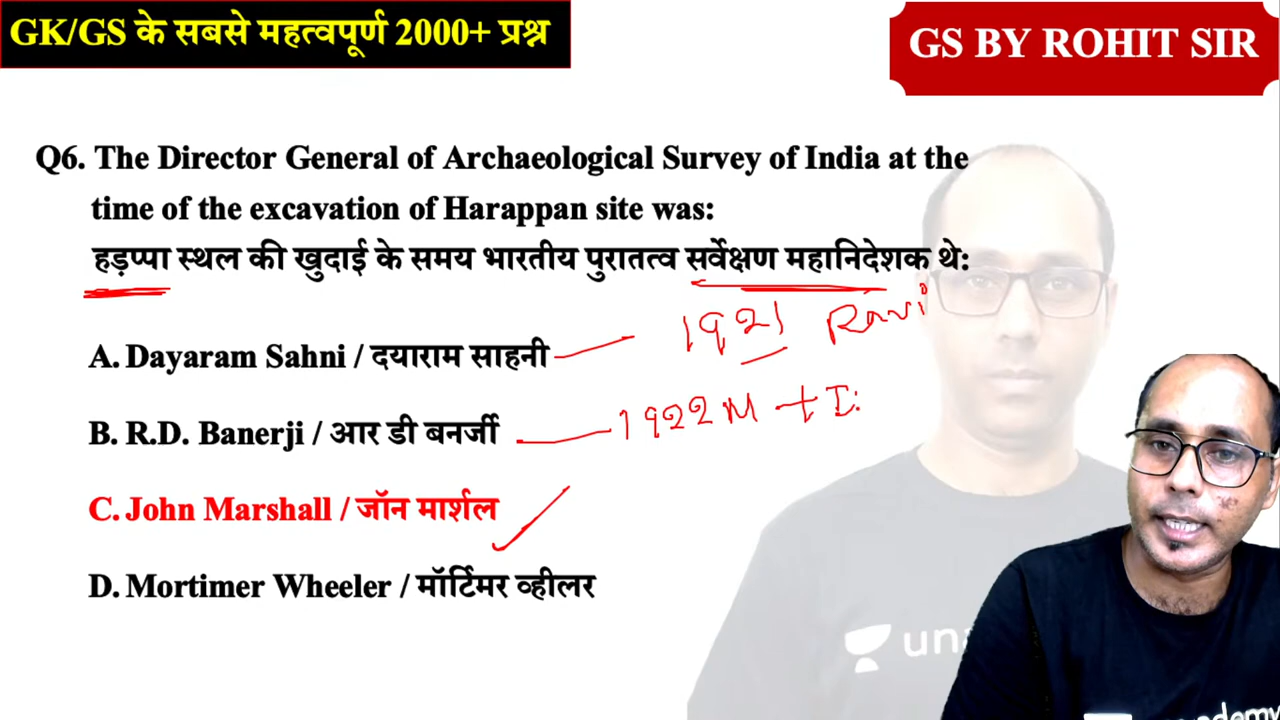 GK/GS के सबसे महत्वपूर्ण 2000+ प्रश्न
GS BY ROHIT SIR
Q6. The Director General of Archaeological Survey of India at the
time of the excavation of Harappan site was:
हड़प्पा स्थल की खुदाई के समय भारतीय पुरातत्व सर्वेक्षण महानिदेशक थे:
1921 Ravi
A. Dayaram Sahni / दयाराम साहनी
1922 M
B. R.D. Banerji / आर डी बनर्जी
C. John Marshall / जॉन मार्शल
D. Mortimer Wheeler / मॉर्टिमर व्हीलर